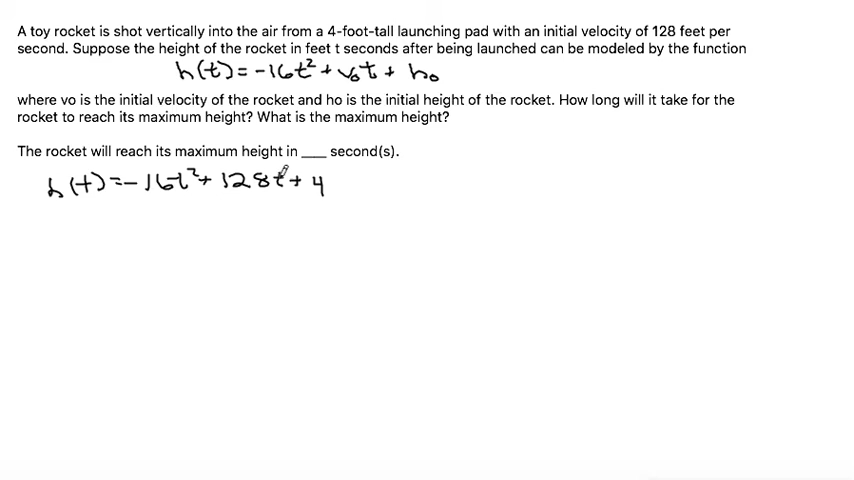 A toy rocket is shot vertically into the air from a 4-foot-tall launching pad with an initial velocity of 128 feet per
second. Suppose the height of the rocket in feet t seconds after being launched can be modeled by the function
h(t) = -16t² + v₀t + h₀
where vo is the initial velocity of the rocket and ho is the initial height of the rocket. How long will it take for the
rocket to reach its maximum height? What is the maximum height?
The rocket will reach its maximum height in ___ second(s).
h(t) = -16t² + 128t + 4